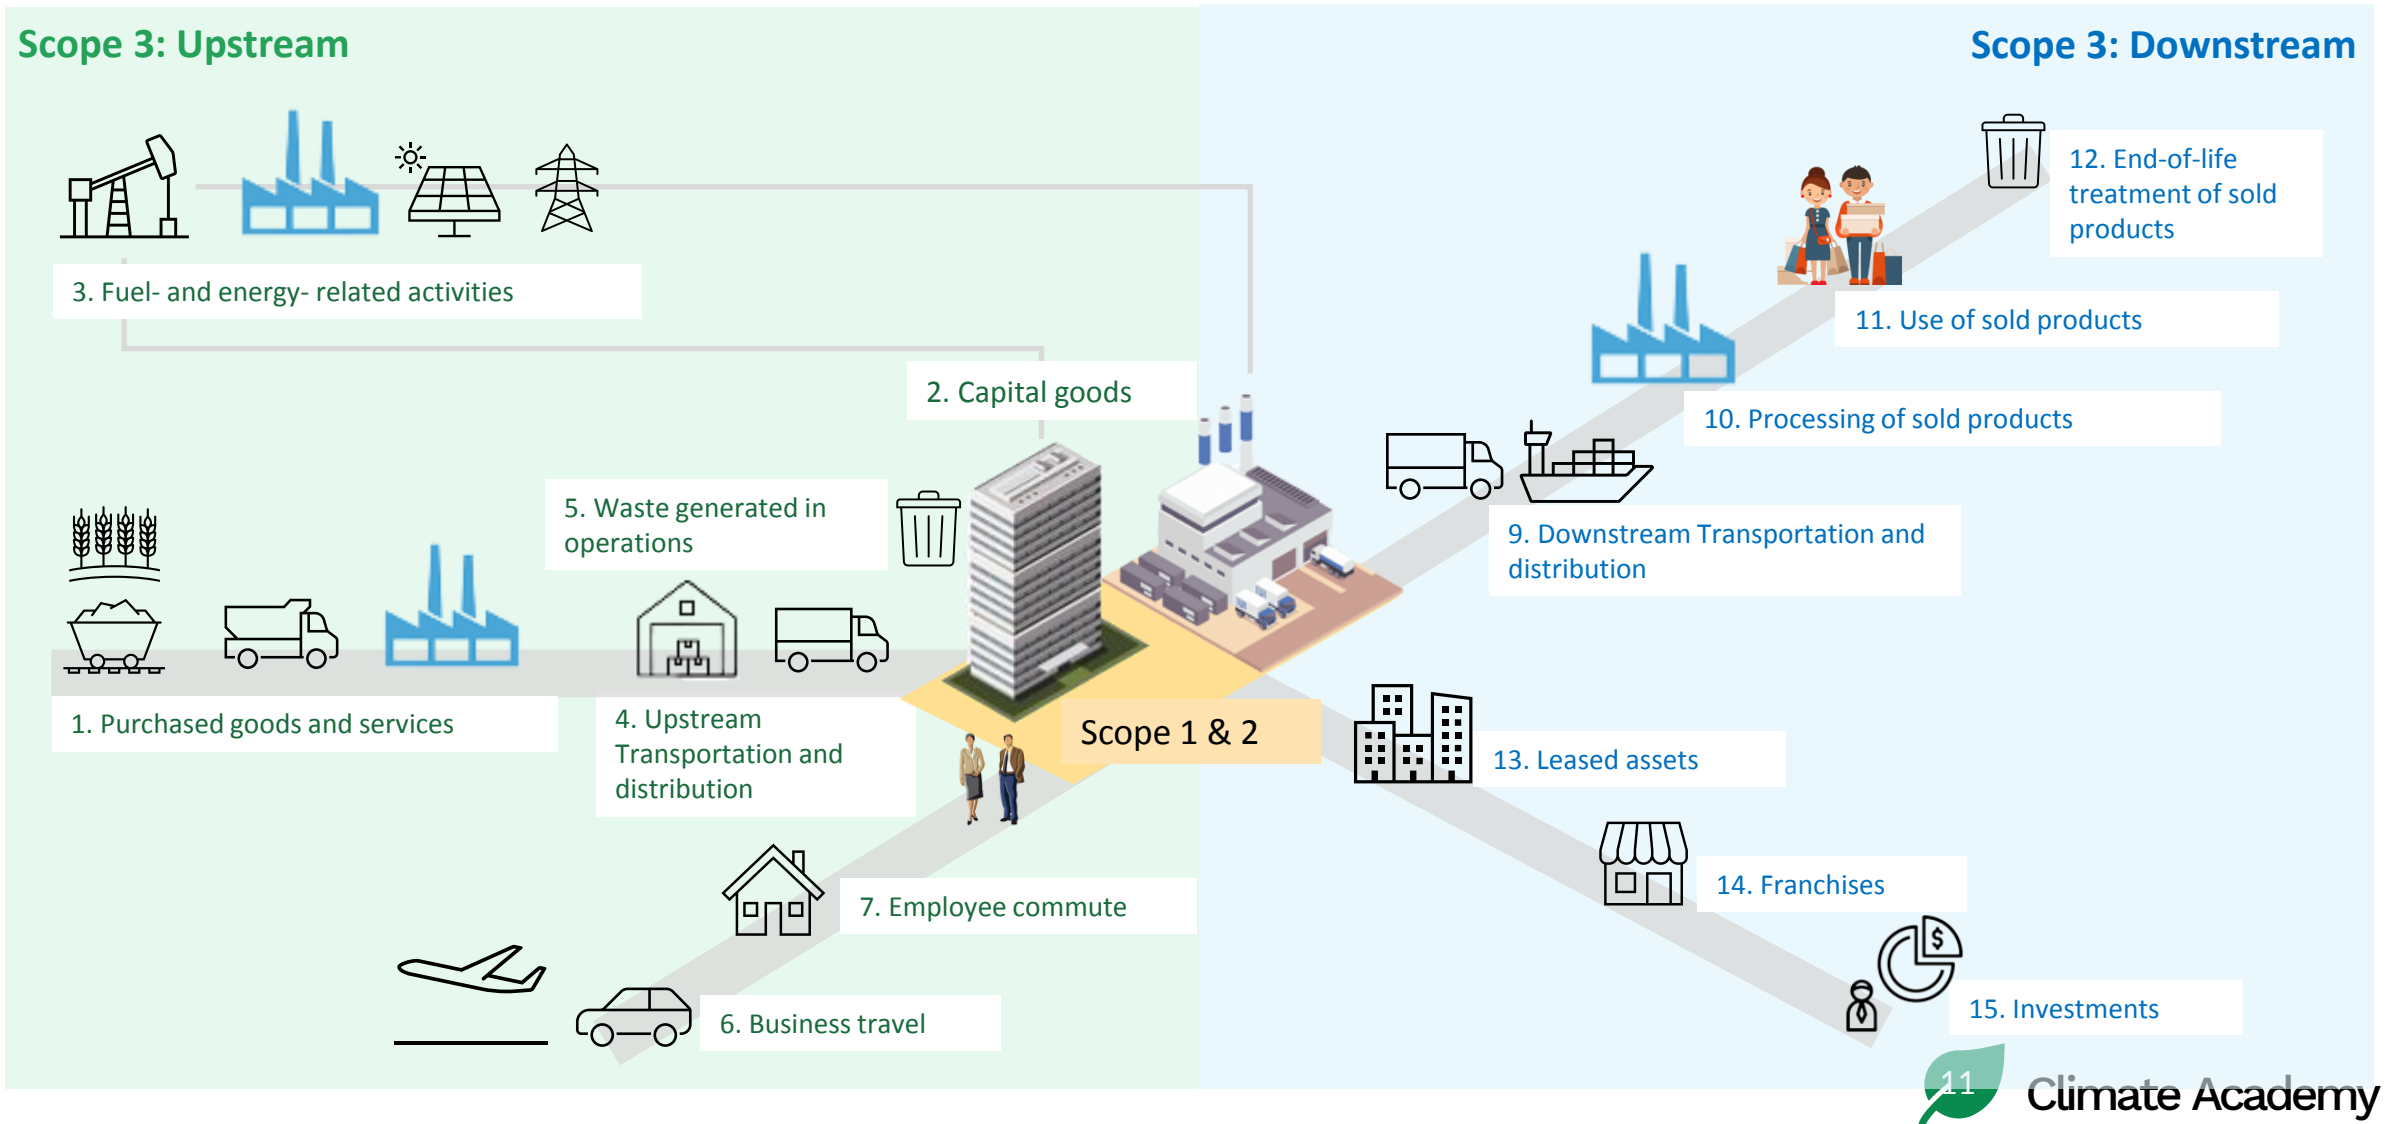 Scope 3: Upstream
Scope 3: Downstream
3. Fuel- and energy- related activities
2. Capital goods
5. Waste generated in
operations
1. Purchased goods and services
4. Upstream
Transportation and
distribution
Scope 1 & 2
7. Employee commute
6. Business travel
12. End-of-life
treatment of sold
products
11. Use of sold products
10. Processing of sold products
9. Downstream Transportation and
distribution
13. Leased assets
14. Franchises
$
15. Investments
11
Climate Academy